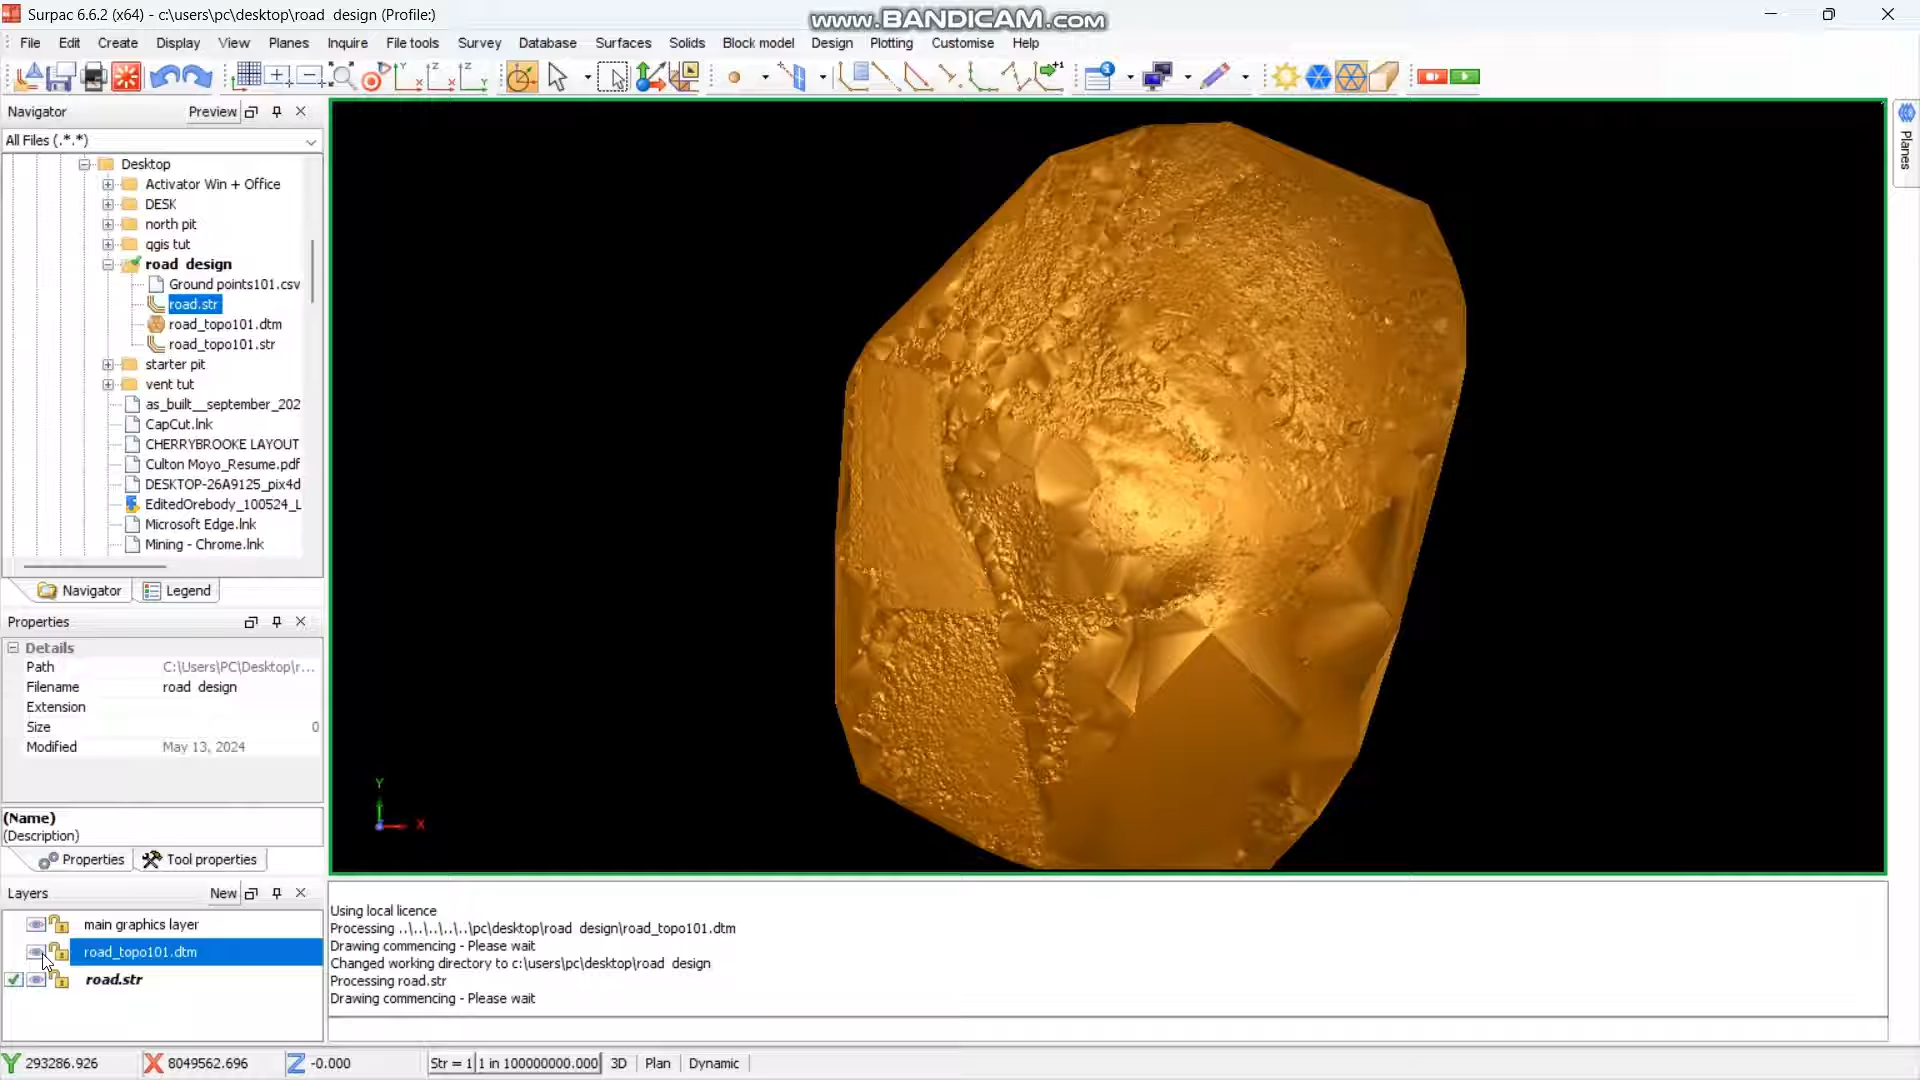 Surpac 6.6.2 (x64) - c:\users\pc\desktop\road design (Profile:)
www.BANDICAM.com
File Edit Create Display View Planes Inquire File tools Survey Database Surfaces Solids Block model Design Plotting Customise Help
Navigator Preview
All Files (.*.*)
Desktop
Activator Win + Office
DESK
north pit
qgis tut
road design
Ground points101.csv
road.str
road_topo101.dtm
road_topo101.str
starter pit
vent tut
as_built__september_202
CapCut.lnk
CHERRYBROOKE LAYOUT
Culton Moyo_Resume.pdf
DESKTOP-26A9125_pix4d
EditedOrebody_100524_L
Microsoft Edge.lnk
Mining - Chrome.lnk
Navigator Legend
Properties
Details
Path C:\Users\PC\Desktop\r...
Filename road design
Extension
Size 0
Modified May 13, 2024
(Name)
(Description)
Properties Tool properties
Layers New
main graphics layer
road_topo101.dtm
road.str
Y X
Planes
Using local licence
Processing ..\..\..\..\..\pc\desktop\road design\road_topo101.dtm
Drawing commencing - Please wait
Changed working directory to c:\users\pc\desktop\road design
Processing road.str
Drawing commencing - Please wait
Y 293286.926 X 8049562.696 Z -0.000 Str = 1 1 in 100000000.000 3D Plan Dynamic